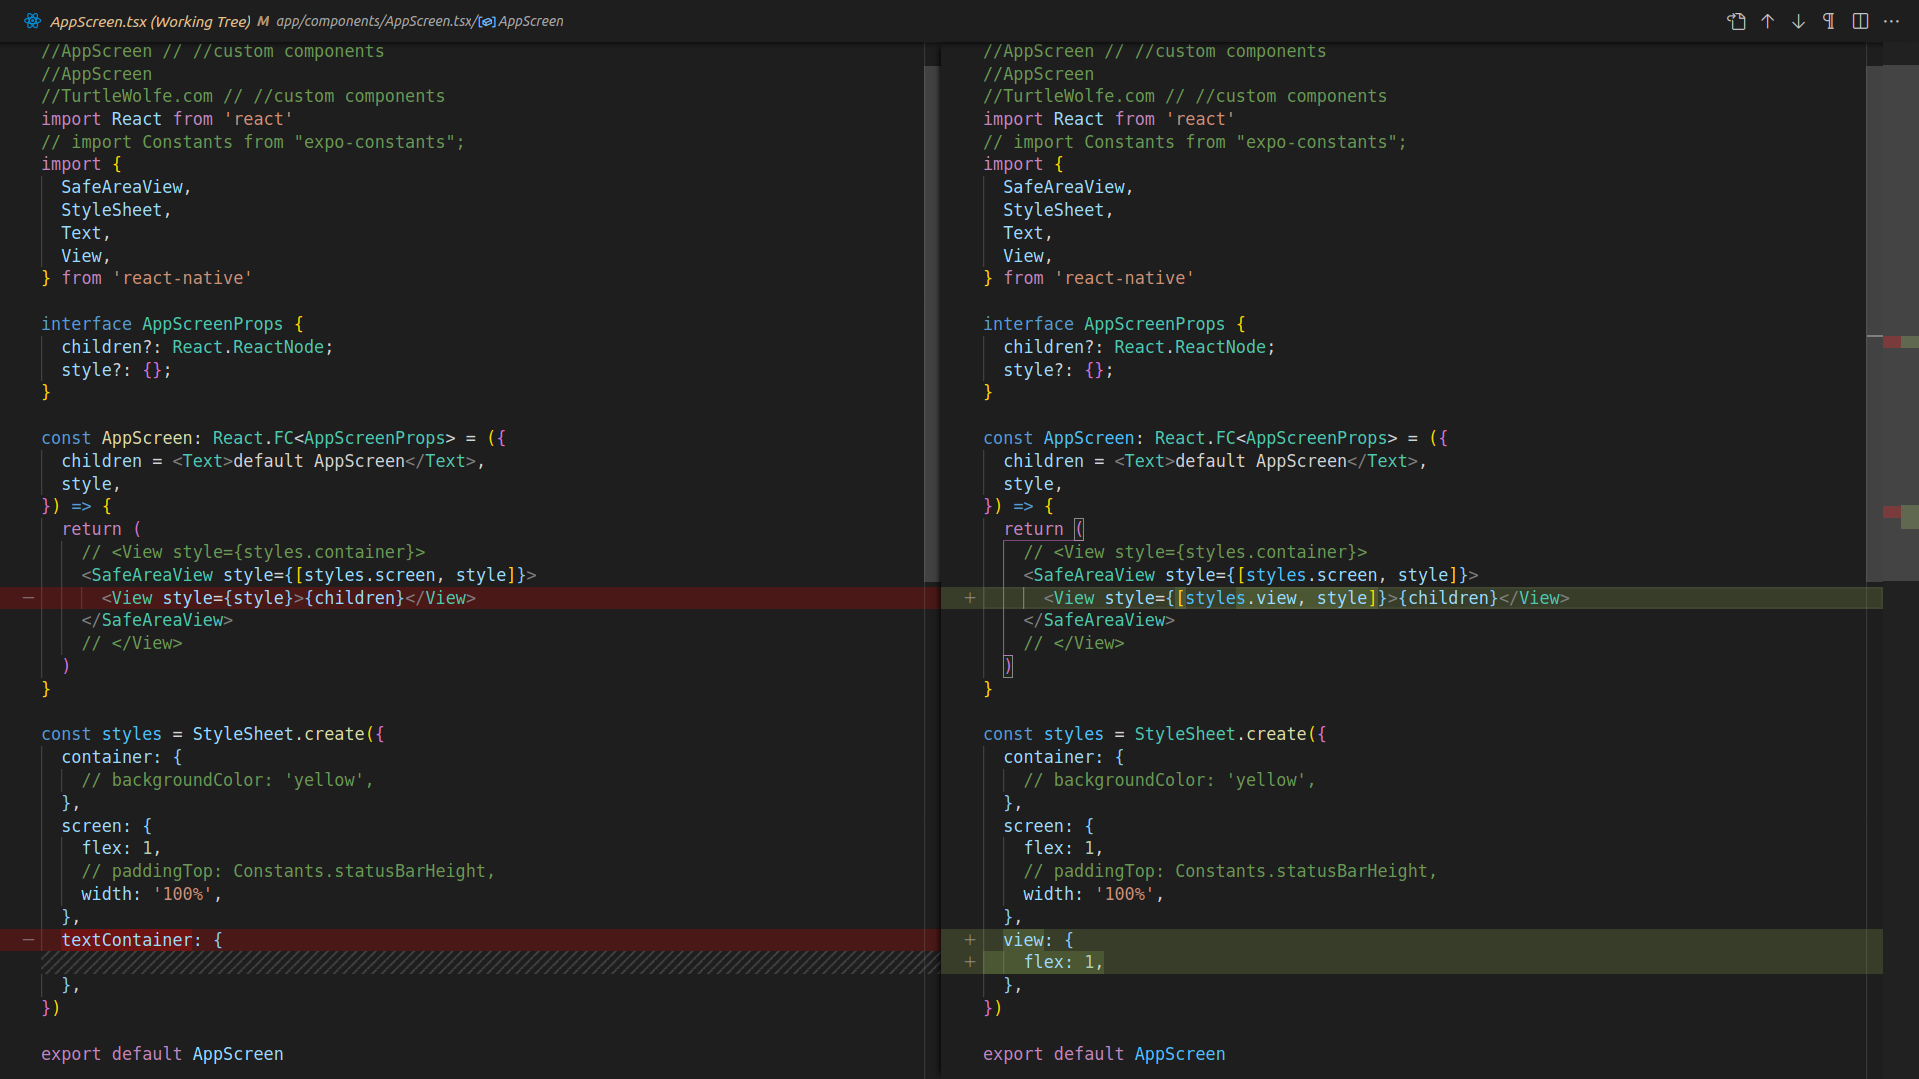 AppScreen.tsx (Working Tree) M app/components/AppScreen.tsx/AppScreen
//AppScreen // //custom components
//AppScreen
//TurtleWolfe.com // //custom components
import React from 'react'
// import Constants from "expo-constants";
import {
  SafeAreaView,
  StyleSheet,
  Text,
  View,
} from 'react-native'

interface AppScreenProps {
  children?: React.ReactNode;
  style?: {};
}

const AppScreen: React.FC<AppScreenProps> = ({
  children = <Text>default AppScreen</Text>,
  style,
}) => {
  return (
    // <View style={styles.container}>
    <SafeAreaView style={[styles.screen, style]}>
—      <View style={style}>{children}</View>
    </SafeAreaView>
    // </View>
  )
}

const styles = StyleSheet.create({
  container: {
    // backgroundColor: 'yellow',
  },
  screen: {
    flex: 1,
    // paddingTop: Constants.statusBarHeight,
    width: '100%',
  },
—  textContainer: {
  },
})

export default AppScreen
//AppScreen // //custom components
//AppScreen
//TurtleWolfe.com // //custom components
import React from 'react'
// import Constants from "expo-constants";
import {
  SafeAreaView,
  StyleSheet,
  Text,
  View,
} from 'react-native'

interface AppScreenProps {
  children?: React.ReactNode;
  style?: {};
}

const AppScreen: React.FC<AppScreenProps> = ({
  children = <Text>default AppScreen</Text>,
  style,
}) => {
  return (
    // <View style={styles.container}>
    <SafeAreaView style={[styles.screen, style]}>
+      <View style={[styles.view, style]}>{children}</View>
    </SafeAreaView>
    // </View>
  )
}

const styles = StyleSheet.create({
  container: {
    // backgroundColor: 'yellow',
  },
  screen: {
    flex: 1,
    // paddingTop: Constants.statusBarHeight,
    width: '100%',
  },
+  view: {
+    flex: 1,
  },
})

export default AppScreen